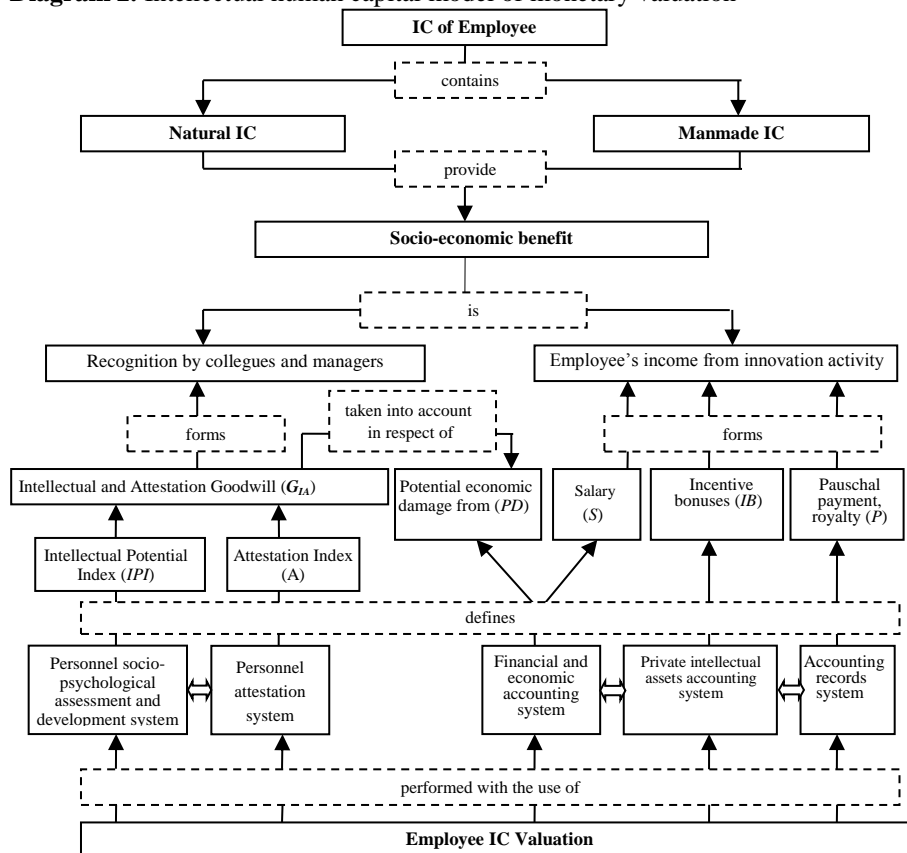 Diagram 2. Intellectual human capital model of monetary valuation
IC of Employee
contains
Natural IC
Manmade IC
provide
Socio-economic benefit
is
Recognition by collegues and managers
Employee's income from innovation activity
forms
taken into account
in respect of
forms
Intellectual and Attestation Goodwill (G_IA)
Potential economic
damage from (PD)
Salary
(S)
Incentive
bonuses (IB)
Pauschal
payment,
royalty (P)
Intellectual Potential
Index (IPI)
Attestation Index
(A)
defines
Personnel socio-
psychological
assessment and
development system
Personnel
attestation
system
Financial and
economic
accounting
system
Private intellectual
assets accounting
system
Accounting
records
system
performed with the use of
Employee IC Valuation